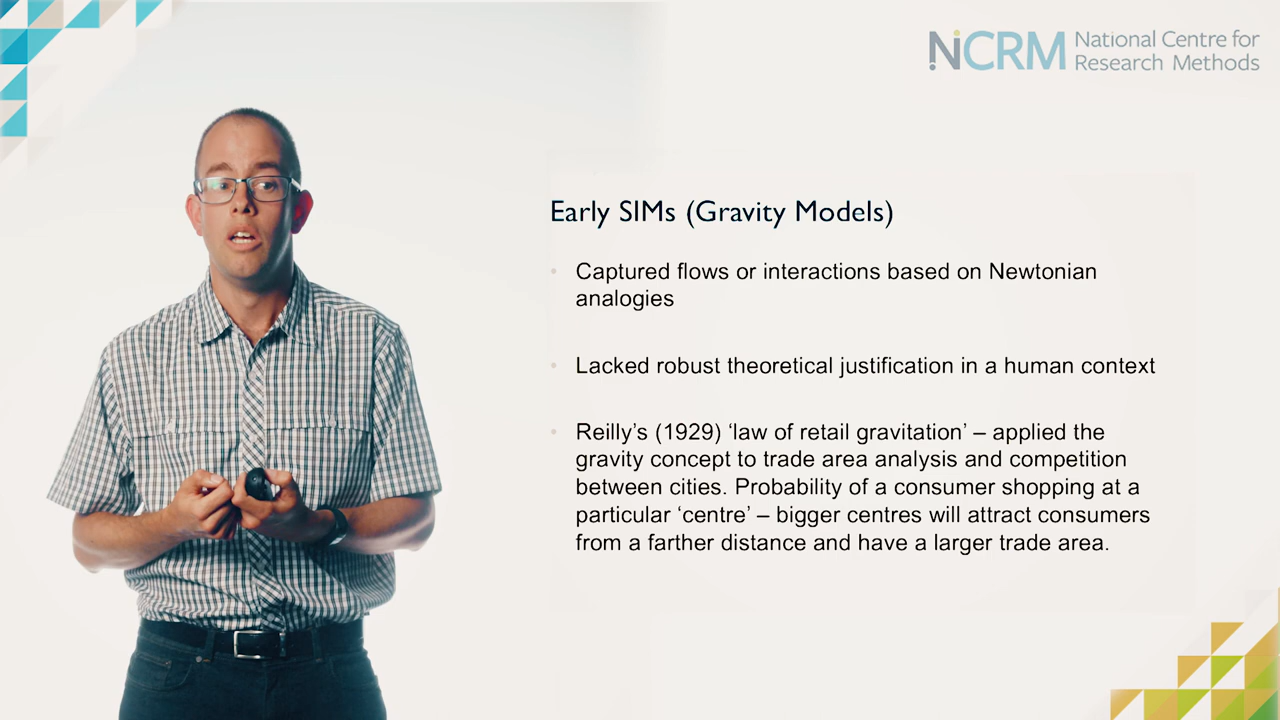 NCRM National Centre for
Research Methods
Early SIMs (Gravity Models)
• Captured flows or interactions based on Newtonian
analogies
• Lacked robust theoretical justification in a human context
• Reilly’s (1929) ‘law of retail gravitation’ – applied the
gravity concept to trade area analysis and competition
between cities. Probability of a consumer shopping at a
particular ‘centre’ – bigger centres will attract consumers
from a farther distance and have a larger trade area.